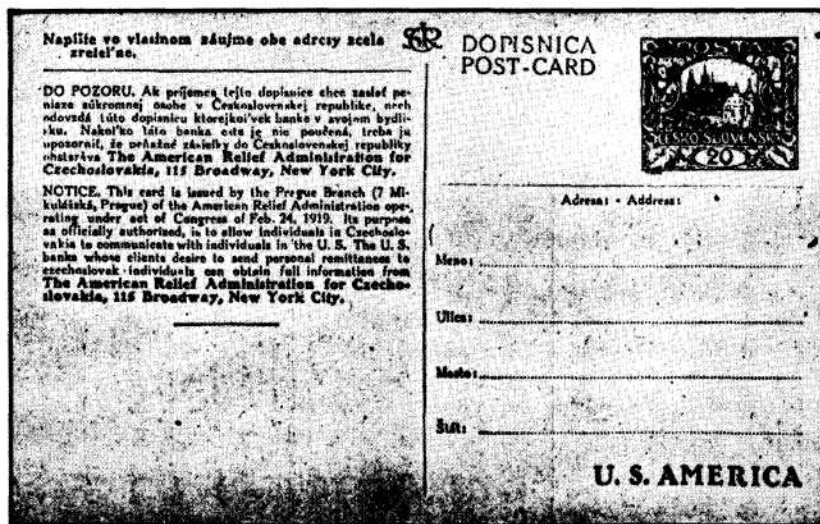 Napíšte vo vlastnom záujme obe adresy zcela
zreteľne.
DO POZORU. Ak príjemca tejto dopisnice chce zaslať pe-
niaze súkromnej osobe v Československej republike, nech
odovzdá túto dopisnicu ktorejkoľvek banke v svojom bydli-
sku. Nakoľko táto banka ešte je nie poučená, treba ju
upozorniť, že peňažné zásielky do Československej republiky
obstaráva The American Relief Administration for
Czechoslovakia, 115 Broadway, New York City.
NOTICE. This card is issued by the Prague Branch (7 Mi-
kulášská, Prague) of the American Relief Administration ope-
rating under act of Congress of Feb. 24, 1919. Its purpose
as officially authorized, is to allow individuals in Czechoslo-
vakia to communicate with individuals in the U. S. The U. S.
banks whose clients desire to send personal remittances to
czechoslovak individuals can obtain full information from
The American Relief Administration for Czecho-
slovakia, 115 Broadway, New York City.
DOPISNICA
POST-CARD
POŠTA
ČESKO-SLOVENSKÁ
20
Adresa: - Address:
Meno:
Ulica:
Mesto:
Štát:
U. S. AMERICA